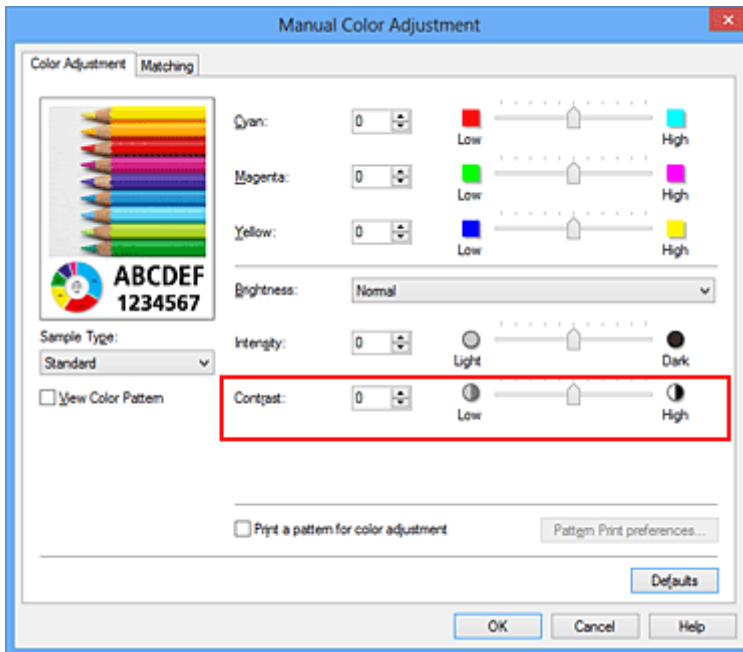 Manual Color Adjustment
Color Adjustment Matching
Cyan: 0 Low High
Magenta: 0 Low High
Yellow: 0 Low High
ABCDEF
1234567
Brightness: Normal
Sample Type:
Standard
Intensity: 0 Light Dark
View Color Pattern
Contrast: 0 Low High
Print a pattern for color adjustment Pattern Print preferences...
Defaults
OK Cancel Help